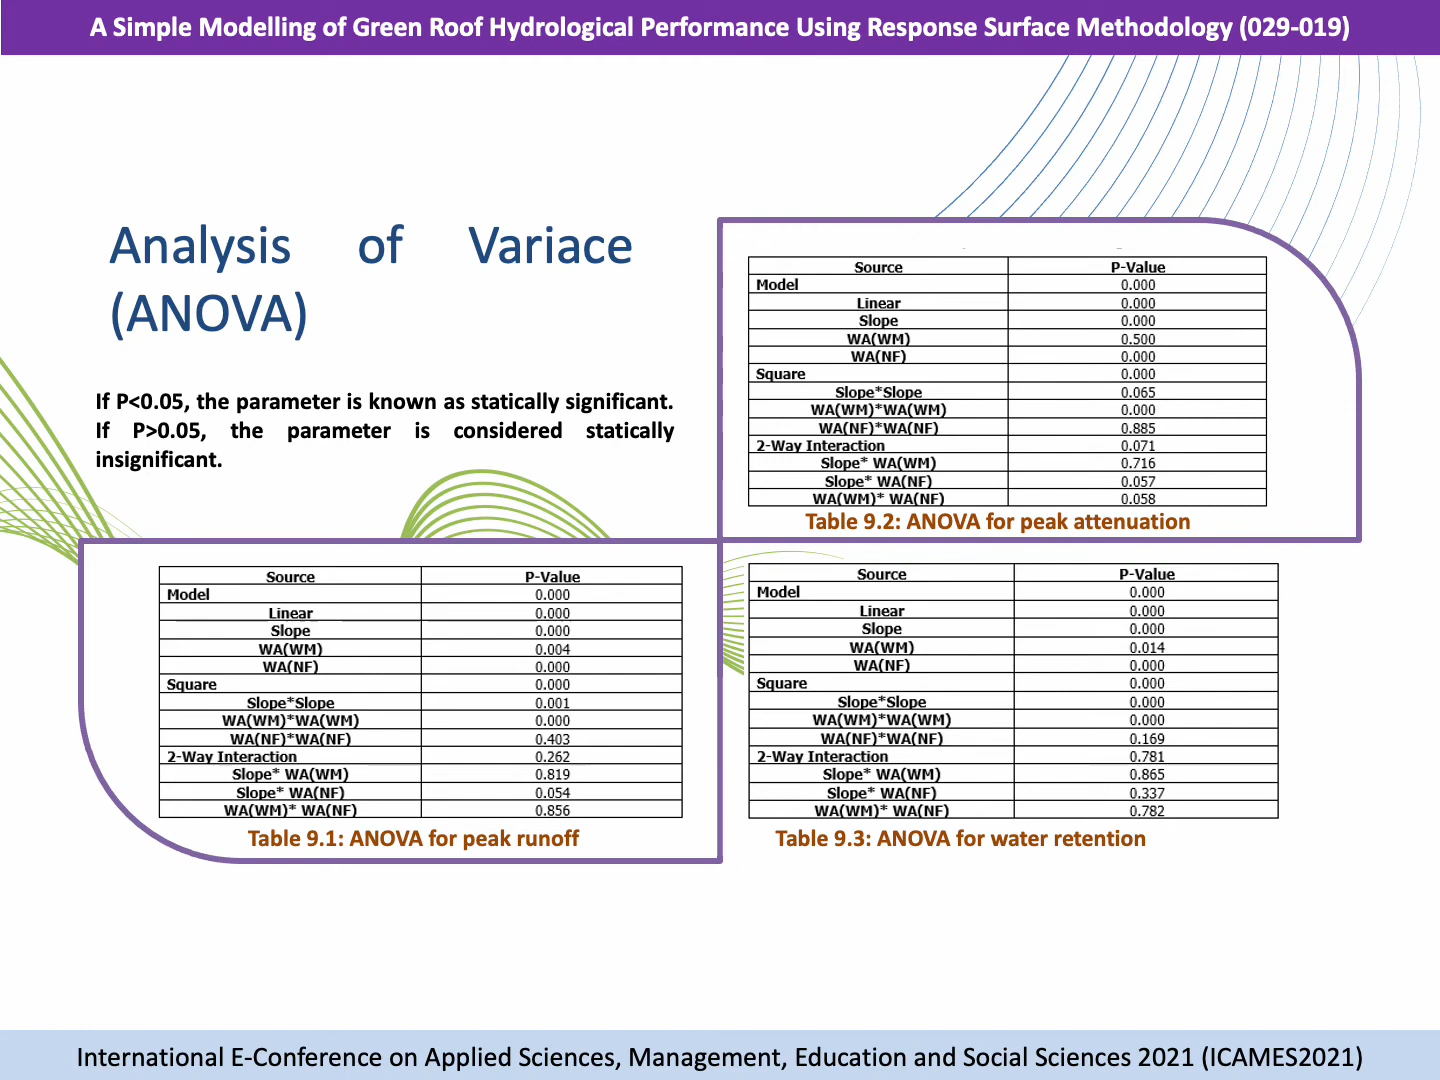 A Simple Modelling of Green Roof Hydrological Performance Using Response Surface Methodology (029-019)
Analysis of Variace
(ANOVA)
If P<0.05, the parameter is known as statically significant.
If P>0.05, the parameter is considered statically
insignificant.
Source P-Value
Model 0.000
Linear 0.000
Slope 0.000
WA(WM) 0.500
WA(NF) 0.000
Square 0.000
Slope*Slope 0.065
WA(WM)*WA(WM) 0.000
WA(NF)*WA(NF) 0.885
2-Way Interaction 0.071
Slope* WA(WM) 0.716
Slope* WA(NF) 0.057
WA(WM)* WA(NF) 0.058
Table 9.2: ANOVA for peak attenuation
Source P-Value
Model 0.000
Linear 0.000
Slope 0.000
WA(WM) 0.004
WA(NF) 0.000
Square 0.000
Slope*Slope 0.001
WA(WM)*WA(WM) 0.000
WA(NF)*WA(NF) 0.403
2-Way Interaction 0.262
Slope* WA(WM) 0.819
Slope* WA(NF) 0.054
WA(WM)* WA(NF) 0.856
Table 9.1: ANOVA for peak runoff
Source P-Value
Model 0.000
Linear 0.000
Slope 0.000
WA(WM) 0.014
WA(NF) 0.000
Square 0.000
Slope*Slope 0.000
WA(WM)*WA(WM) 0.000
WA(NF)*WA(NF) 0.169
2-Way Interaction 0.781
Slope* WA(WM) 0.865
Slope* WA(NF) 0.337
WA(WM)* WA(NF) 0.782
Table 9.3: ANOVA for water retention
International E-Conference on Applied Sciences, Management, Education and Social Sciences 2021 (ICAMES2021)